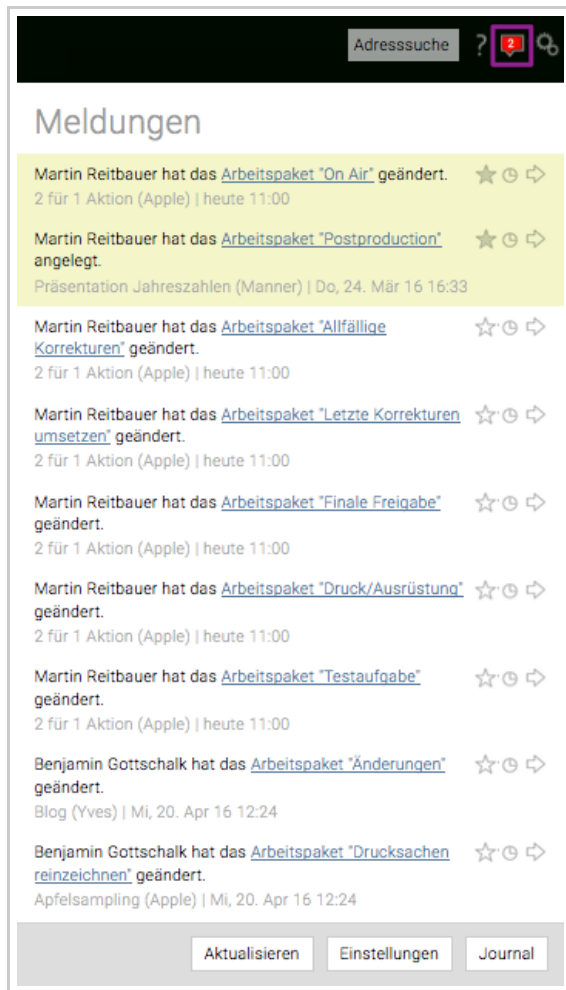 Adresssuche ? 2
Meldungen
Martin Reitbauer hat das Arbeitspaket "On Air" geändert.
2 für 1 Aktion (Apple) | heute 11:00
Martin Reitbauer hat das Arbeitspaket "Postproduction"
angelegt.
Präsentation Jahreszahlen (Manner) | Do, 24. Mär 16 16:33
Martin Reitbauer hat das Arbeitspaket "Allfällige
Korrekturen" geändert.
2 für 1 Aktion (Apple) | heute 11:00
Martin Reitbauer hat das Arbeitspaket "Letzte Korrekturen
umsetzen" geändert.
2 für 1 Aktion (Apple) | heute 11:00
Martin Reitbauer hat das Arbeitspaket "Finale Freigabe"
geändert.
2 für 1 Aktion (Apple) | heute 11:00
Martin Reitbauer hat das Arbeitspaket "Druck/Ausrüstung"
geändert.
2 für 1 Aktion (Apple) | heute 11:00
Martin Reitbauer hat das Arbeitspaket "Testaufgabe"
geändert.
2 für 1 Aktion (Apple) | heute 11:00
Benjamin Gottschalk hat das Arbeitspaket "Änderungen"
geändert.
Blog (Yves) | Mi, 20. Apr 16 12:24
Benjamin Gottschalk hat das Arbeitspaket "Drucksachen
reinzeichnen" geändert.
Apfelsampling (Apple) | Mi, 20. Apr 16 12:24
Aktualisieren Einstellungen Journal